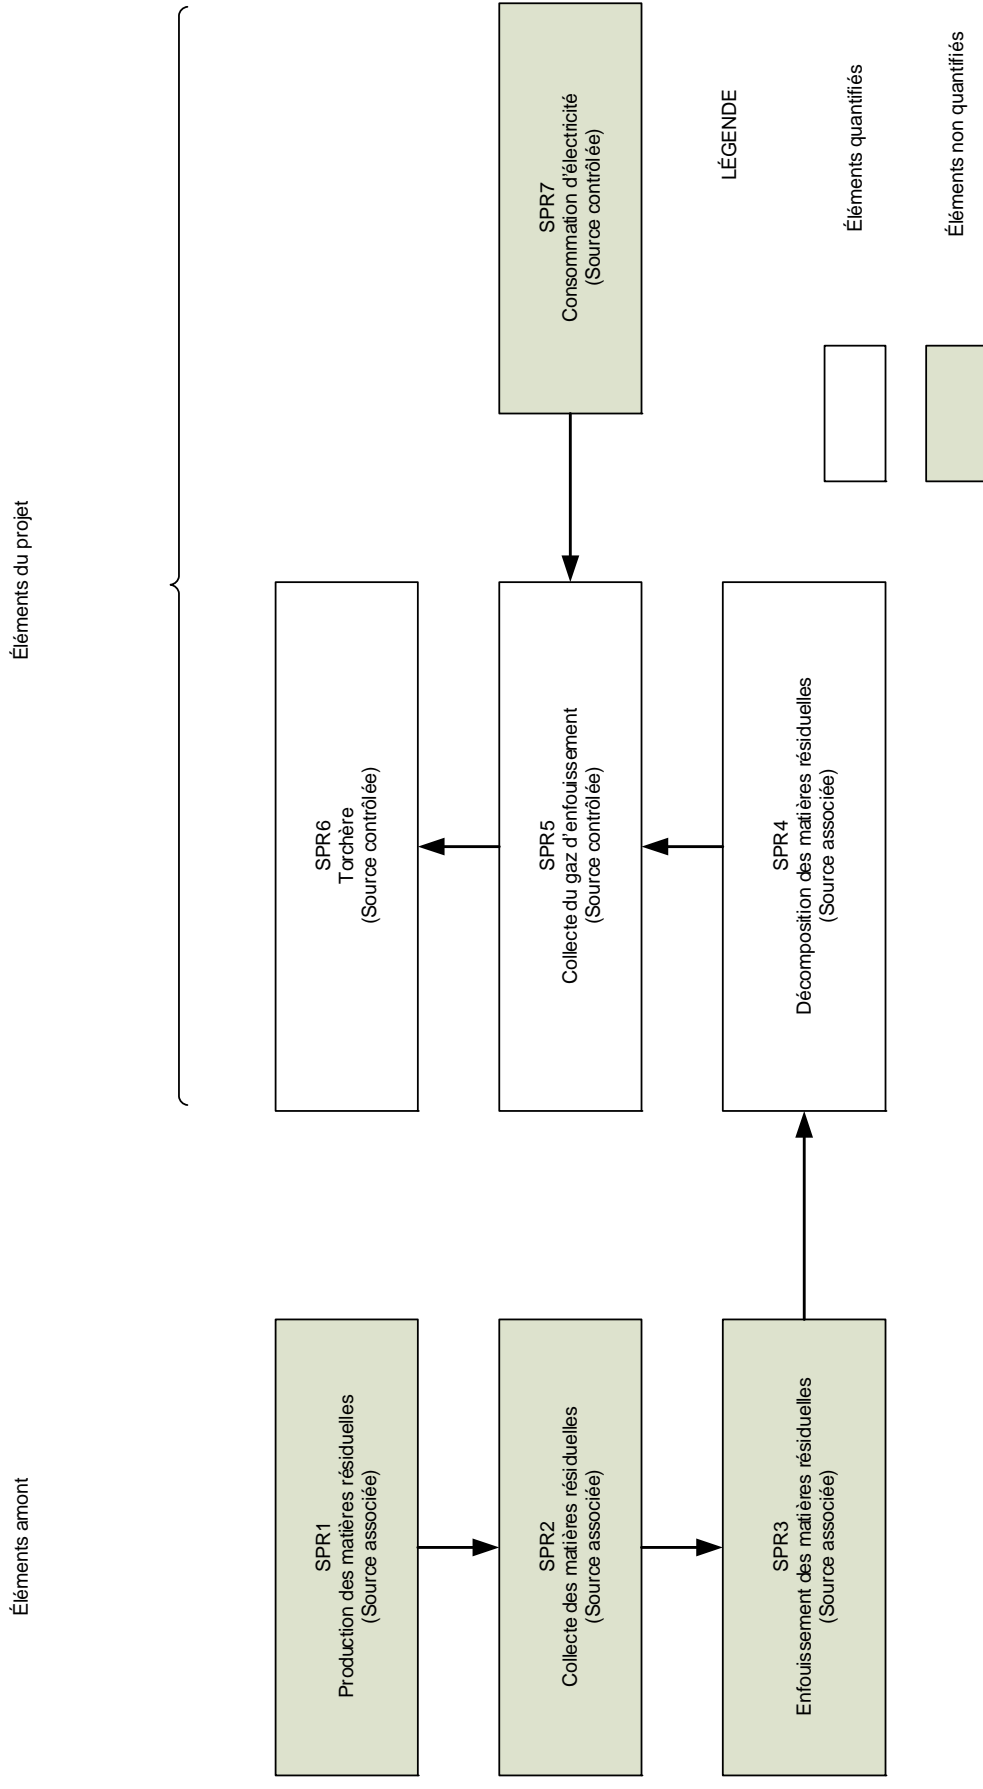 Éléments amont
Éléments du projet
SPR1
Production des matières résiduelles
(Source associée)
SPR2
Collecte des matières résiduelles
(Source associée)
SPR3
Enfouissement des matières résiduelles
(Source associée)
SPR6
Torchère
(Source contrôlée)
SPR5
Collecte du gaz d'enfouissement
(Source contrôlée)
SPR4
Décomposition des matières résiduelles
(Source associée)
SPR7
Consommation d'électricité
(Source contrôlée)
LÉGENDE
Éléments quantifiés
Éléments non quantifiés